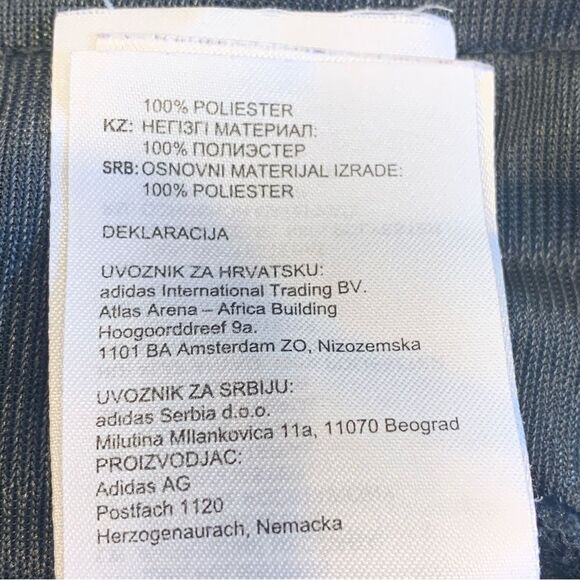 100% POLIESTER
KZ: НЕГІЗГІ МАТЕРИАЛ:
100% ПОЛИЭСТЕР
SRB: OSNOVNI MATERIJAL IZRADE:
100% POLIESTER
DEKLARACIJA
UVOZNIK ZA HRVATSKU:
adidas International Trading BV.
Atlas Arena – Africa Building
Hoogoorddreef 9a.
1101 BA Amsterdam ZO, Nizozemska
UVOZNIK ZA SRBIJU:
adidas Serbia d.o.o.
Milutina MIlankovica 11a, 11070 Beograd
PROIZVODJAC:
Adidas AG
Postfach 1120
Herzogenaurach, Nemacka